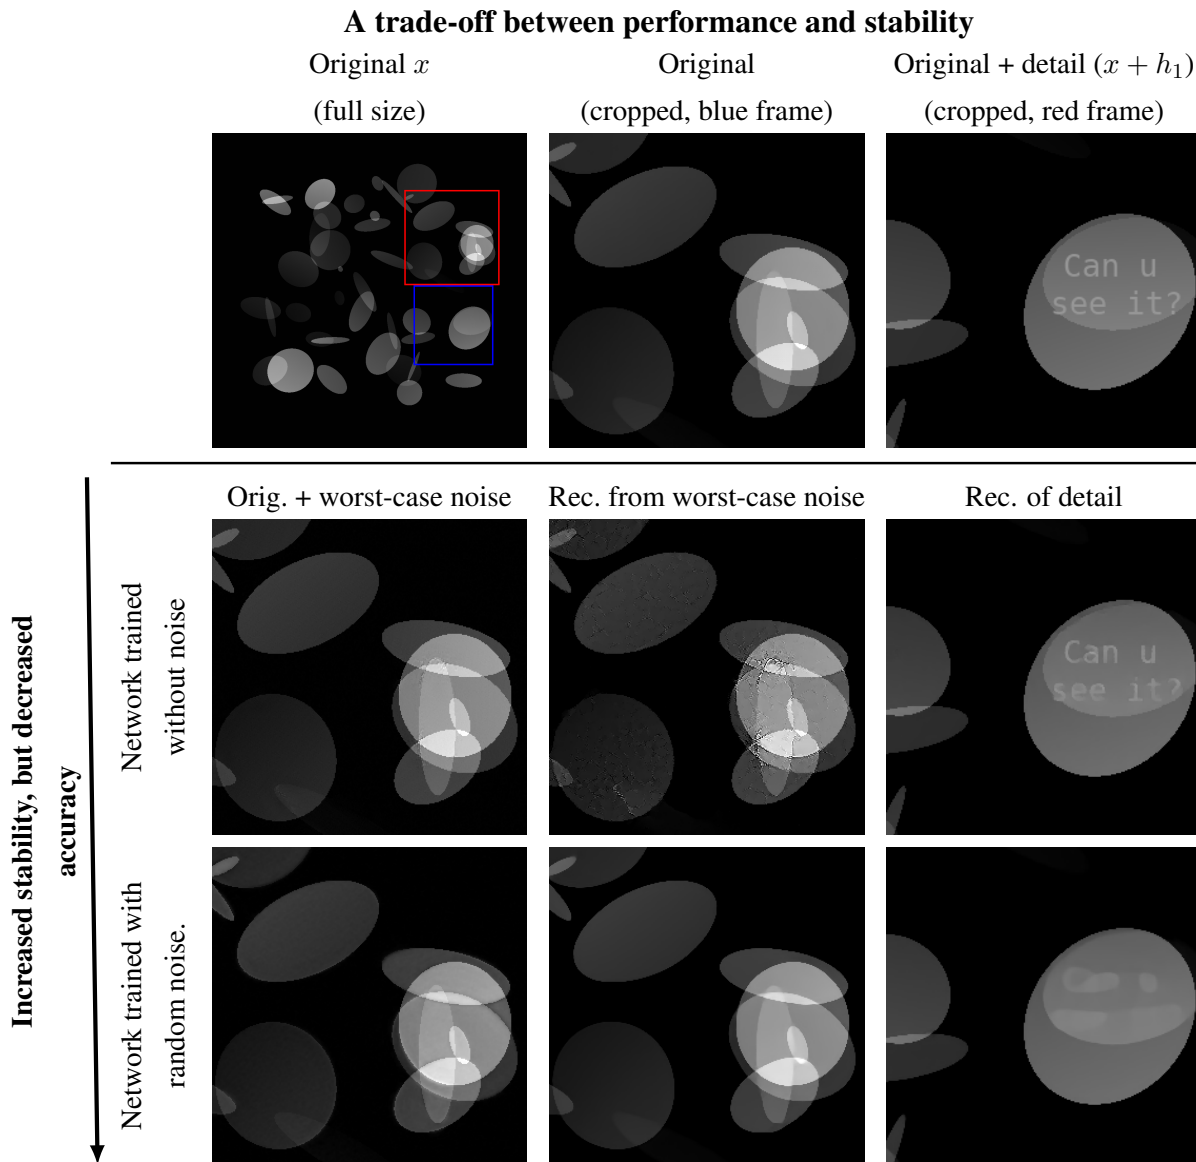 A trade-off between performance and stability
Original x
(full size)
Original
(cropped, blue frame)
Original + detail (x + h₁)
(cropped, red frame)
Can u
see it?
Increased stability, but decreased
accuracy
Orig. + worst-case noise
Rec. from worst-case noise
Rec. of detail
Network trained
without noise
Can u
see it?
Network trained with
random noise.